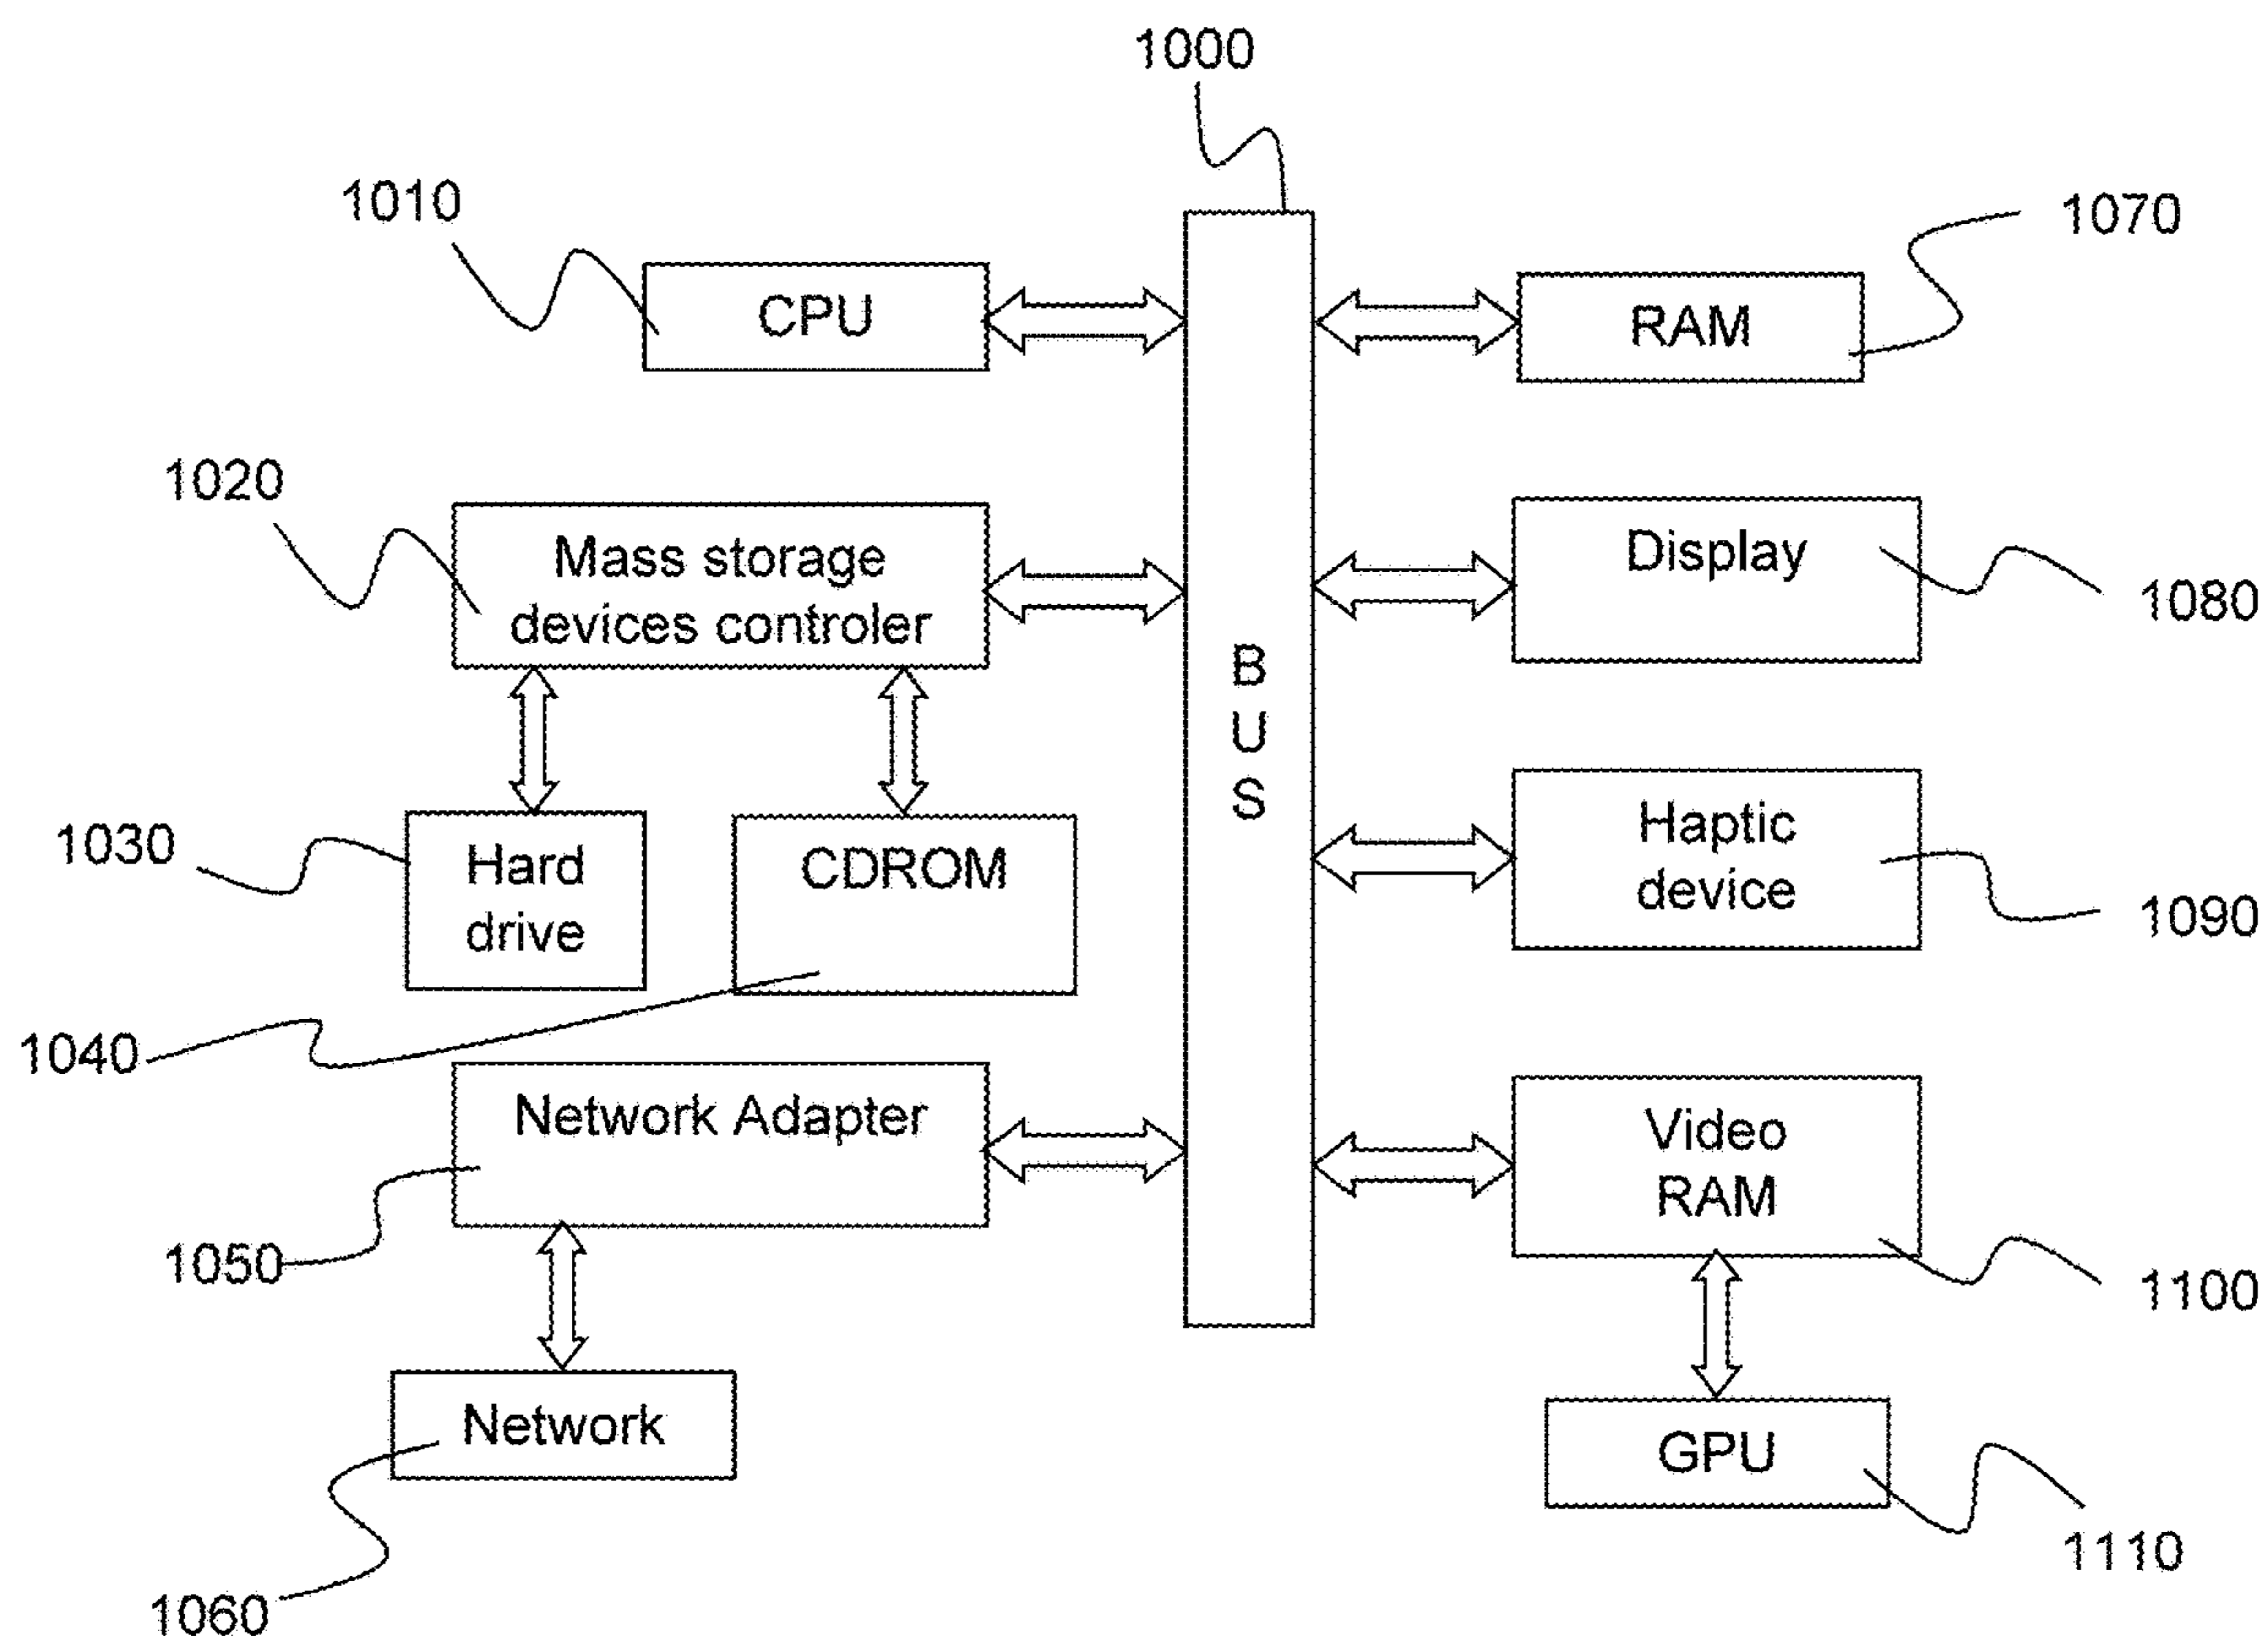 1000
1010
1070
CPU
RAM
1020
Mass storage
devices controler
Display
1080
B
U
S
1030
Hard
drive
CDROM
Haptic
device
1090
1040
Network Adapter
Video
RAM
1050
1100
Network
GPU
1110
1060